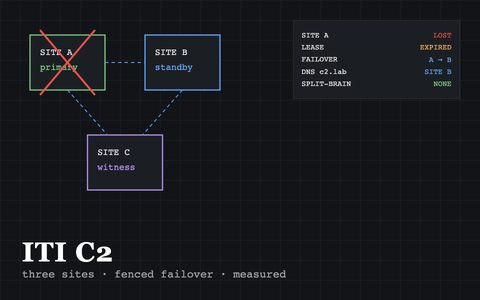 SITE A
primary
SITE B
standby
SITE C
witness
SITE A LOST
LEASE EXPIRED
FAILOVER A → B
DNS c2.lab SITE B
SPLIT-BRAIN NONE
ITI C2
three sites · fenced failover · measured